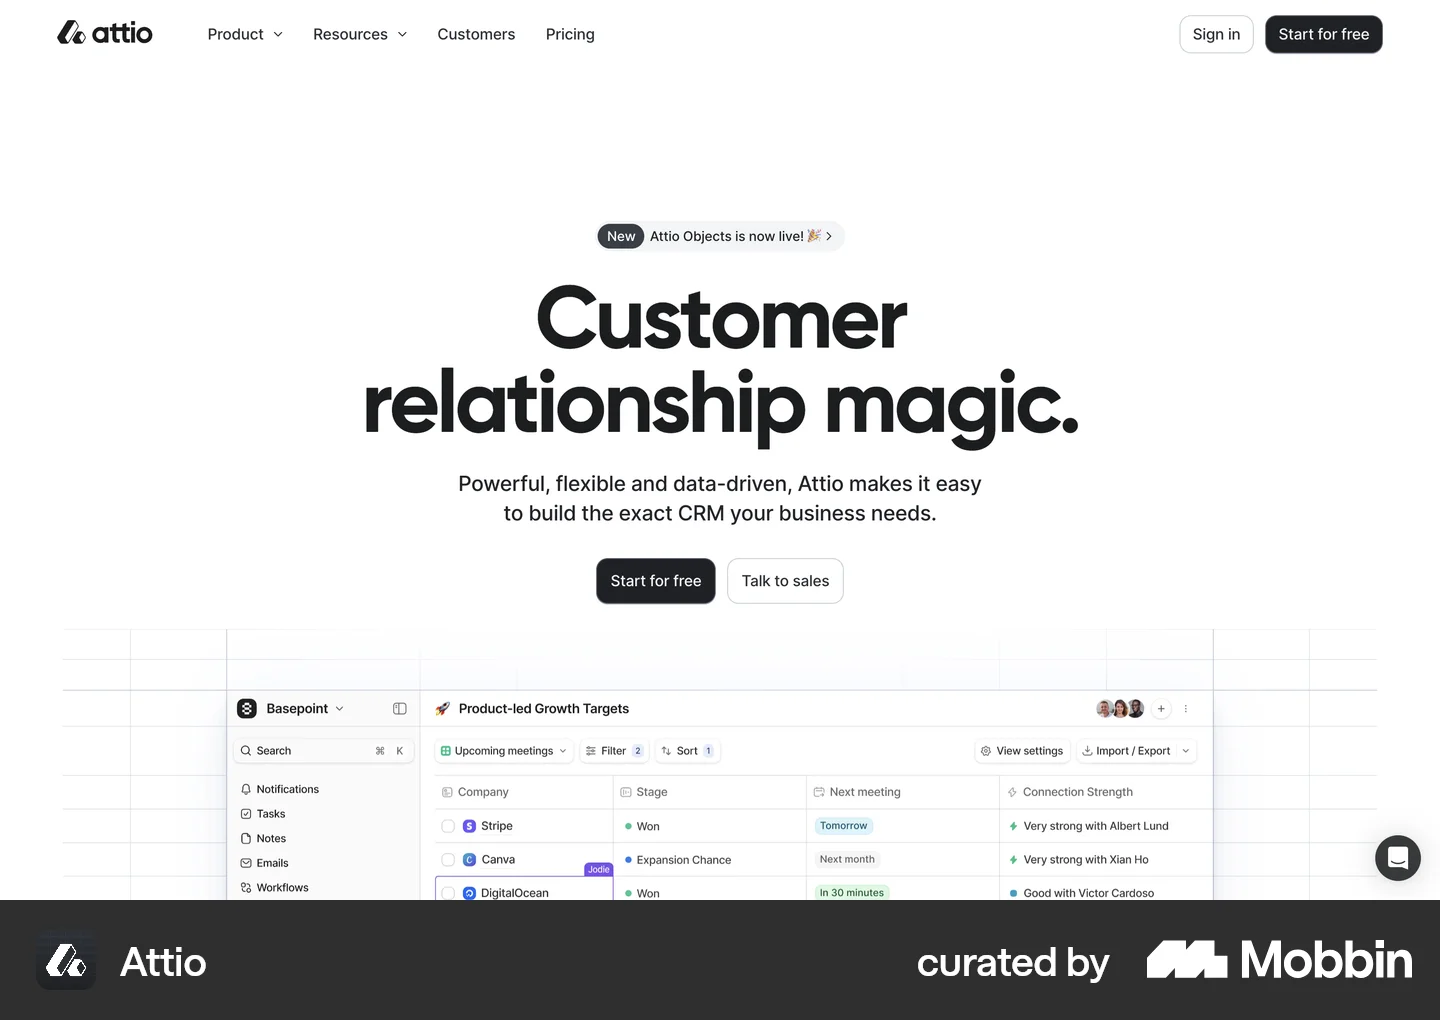 attio
Product
Resources
Customers
Pricing
Sign in
Start for free
New
Attio Objects is now live! 🎉
Customer
relationship magic.
Powerful, flexible and data-driven, Attio makes it easy
to build the exact CRM your business needs.
Start for free
Talk to sales
Basepoint
🚀 Product-led Growth Targets
Search ⌘ K
Upcoming meetings
Filter 2
Sort 1
View settings
Import / Export
Notifications
Tasks
Notes
Emails
Workflows
Company Stage Next meeting Connection Strength
Stripe Won Tomorrow Very strong with Albert Lund
Canva Expansion Chance Next month Very strong with Xian Ho
Jodie
DigitalOcean Won In 30 minutes Good with Victor Cardoso
Attio
curated by Mobbin